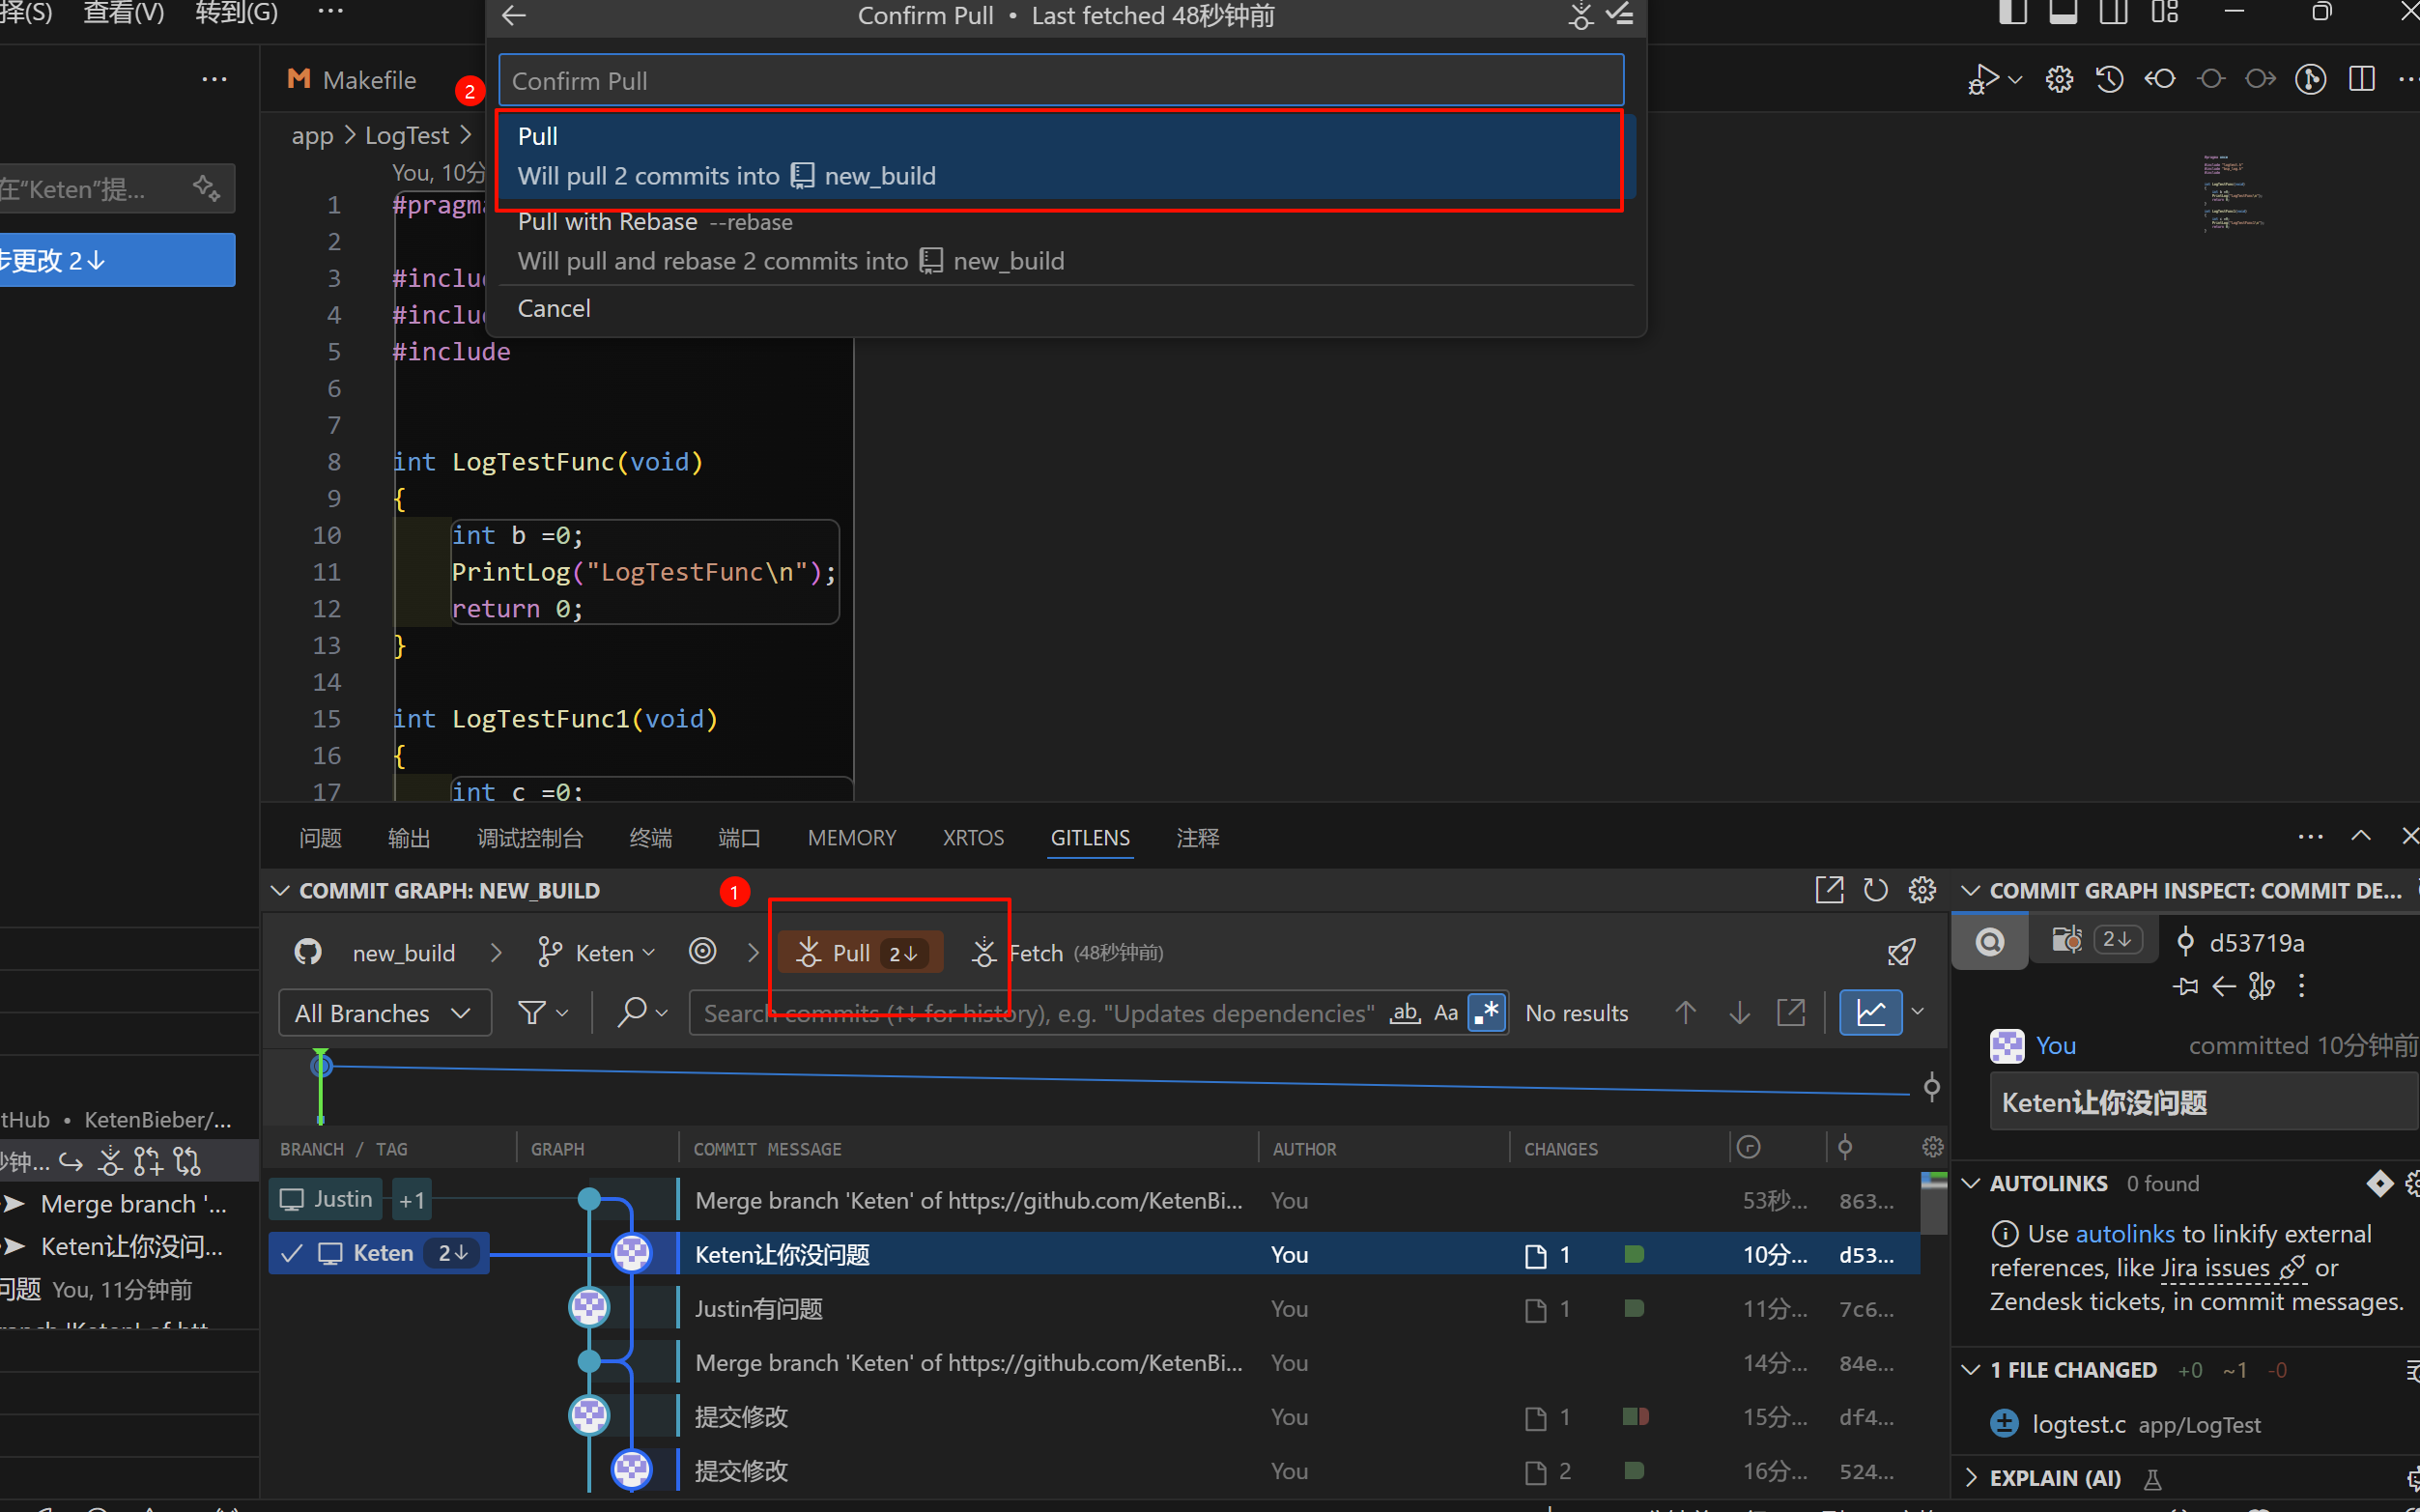 择(S) 查看(V) 转到(G) ···
Confirm Pull • Last fetched 48秒钟前
Confirm Pull
Pull
Will pull 2 commits into new_build
Pull with Rebase --rebase
Will pull and rebase 2 commits into new_build
Cancel
Makefile
2
app > LogTest >
You, 10分
在“Keten”提...
步更改 2↓
1 #pragm
2
3 #inclu
4 #inclu
5 #include
6
7
8 int LogTestFunc(void)
9 {
10 int b =0;
11 PrintLog("LogTestFunc\n");
12 return 0;
13 }
14
15 int LogTestFunc1(void)
16 {
17 int c =0;
问题 输出 调试控制台 终端 端口 MEMORY XRTOS GITLENS 注释
COMMIT GRAPH: NEW_BUILD
1
new_build > Keten > Pull 2↓ Fetch (48秒钟前)
All Branches Search commits (↑↓ for history), e.g. "Updates dependencies" ab Aa .* No results
BRANCH / TAG GRAPH COMMIT MESSAGE AUTHOR CHANGES
Justin +1 Merge branch 'Keten' of https://github.com/KetenBi... You 53秒... 863...
Keten 2↓ Keten让你没问题 You 1 10分... d53...
Justin有问题 You 1 11分... 7c6...
Merge branch 'Keten' of https://github.com/KetenBi... You 14分... 84e...
提交修改 You 1 15分... df4...
提交修改 You 2 16分... 524...
tHub • KetenBieber/...
秒钟...
Merge branch '...
Keten让你没问...
问题 You, 11分钟前
COMMIT GRAPH INSPECT: COMMIT DE...
2↓ d53719a
You committed 10分钟前
Keten让你没问题
AUTOLINKS 0 found
Use autolinks to linkify external
references, like Jira issues or
Zendesk tickets, in commit messages.
1 FILE CHANGED +0 ~1 -0
logtest.c app/LogTest
EXPLAIN (AI)